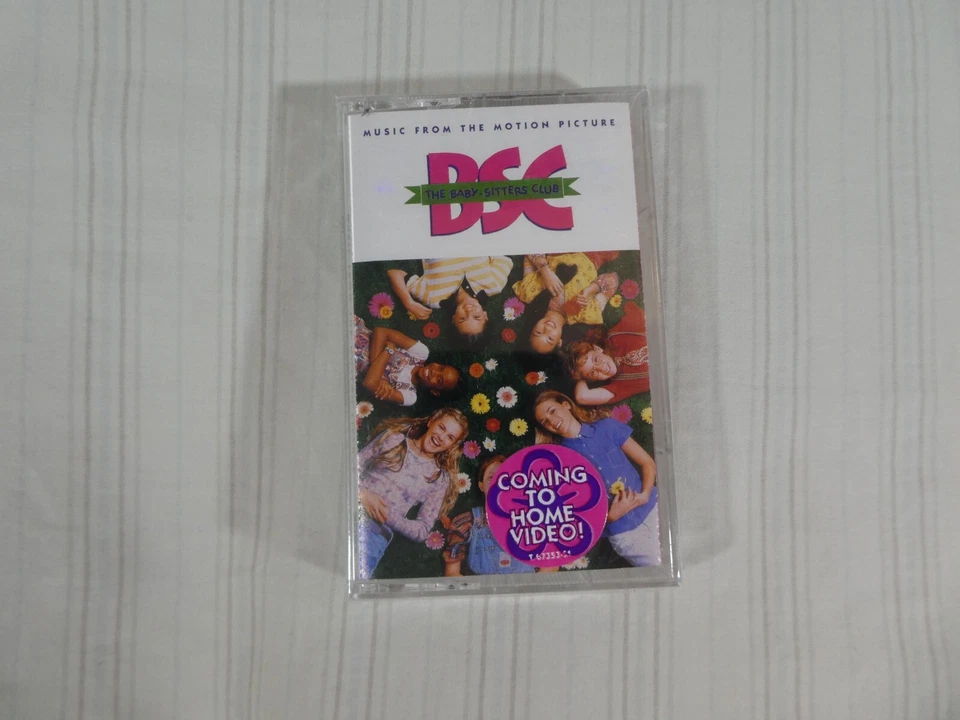 MUSIC FROM THE MOTION PICTURE
BSC
THE BABY-SITTERS CLUB
COMING
TO
HOME
VIDEO!